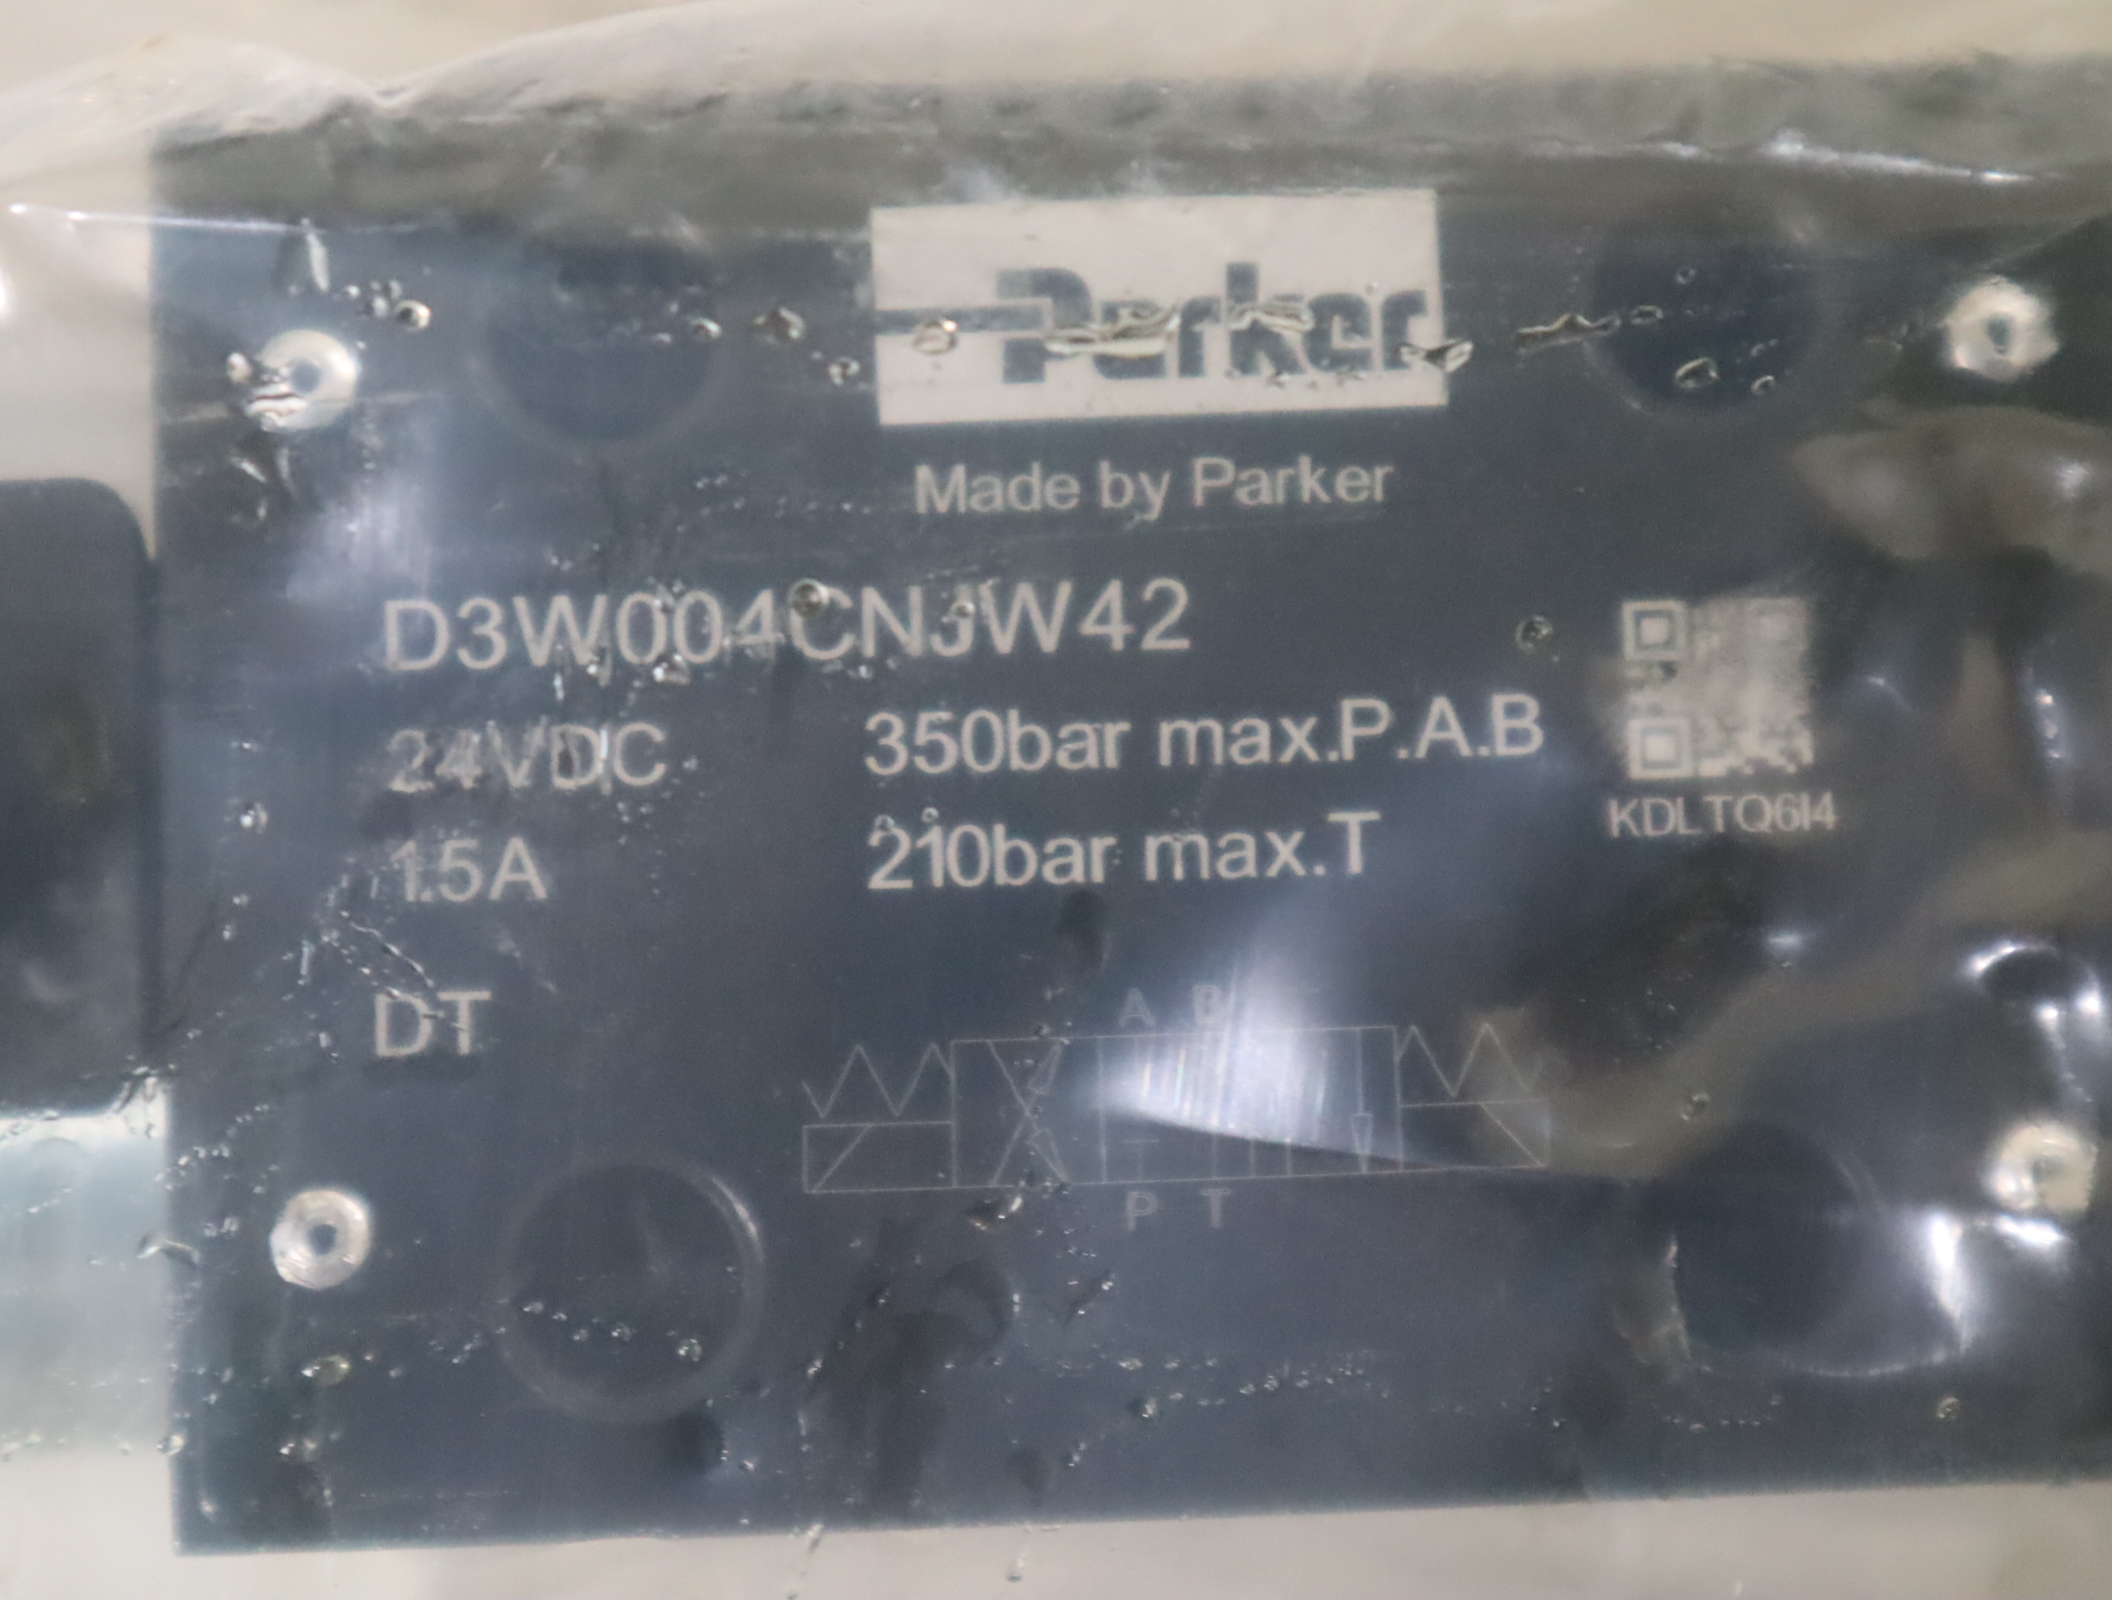 Parker
Made by Parker
D3W004CNJW42
24VDC 350bar max.P.A.B
1.5A 210bar max.T
KDLTQ6I4
DT
A B
P T